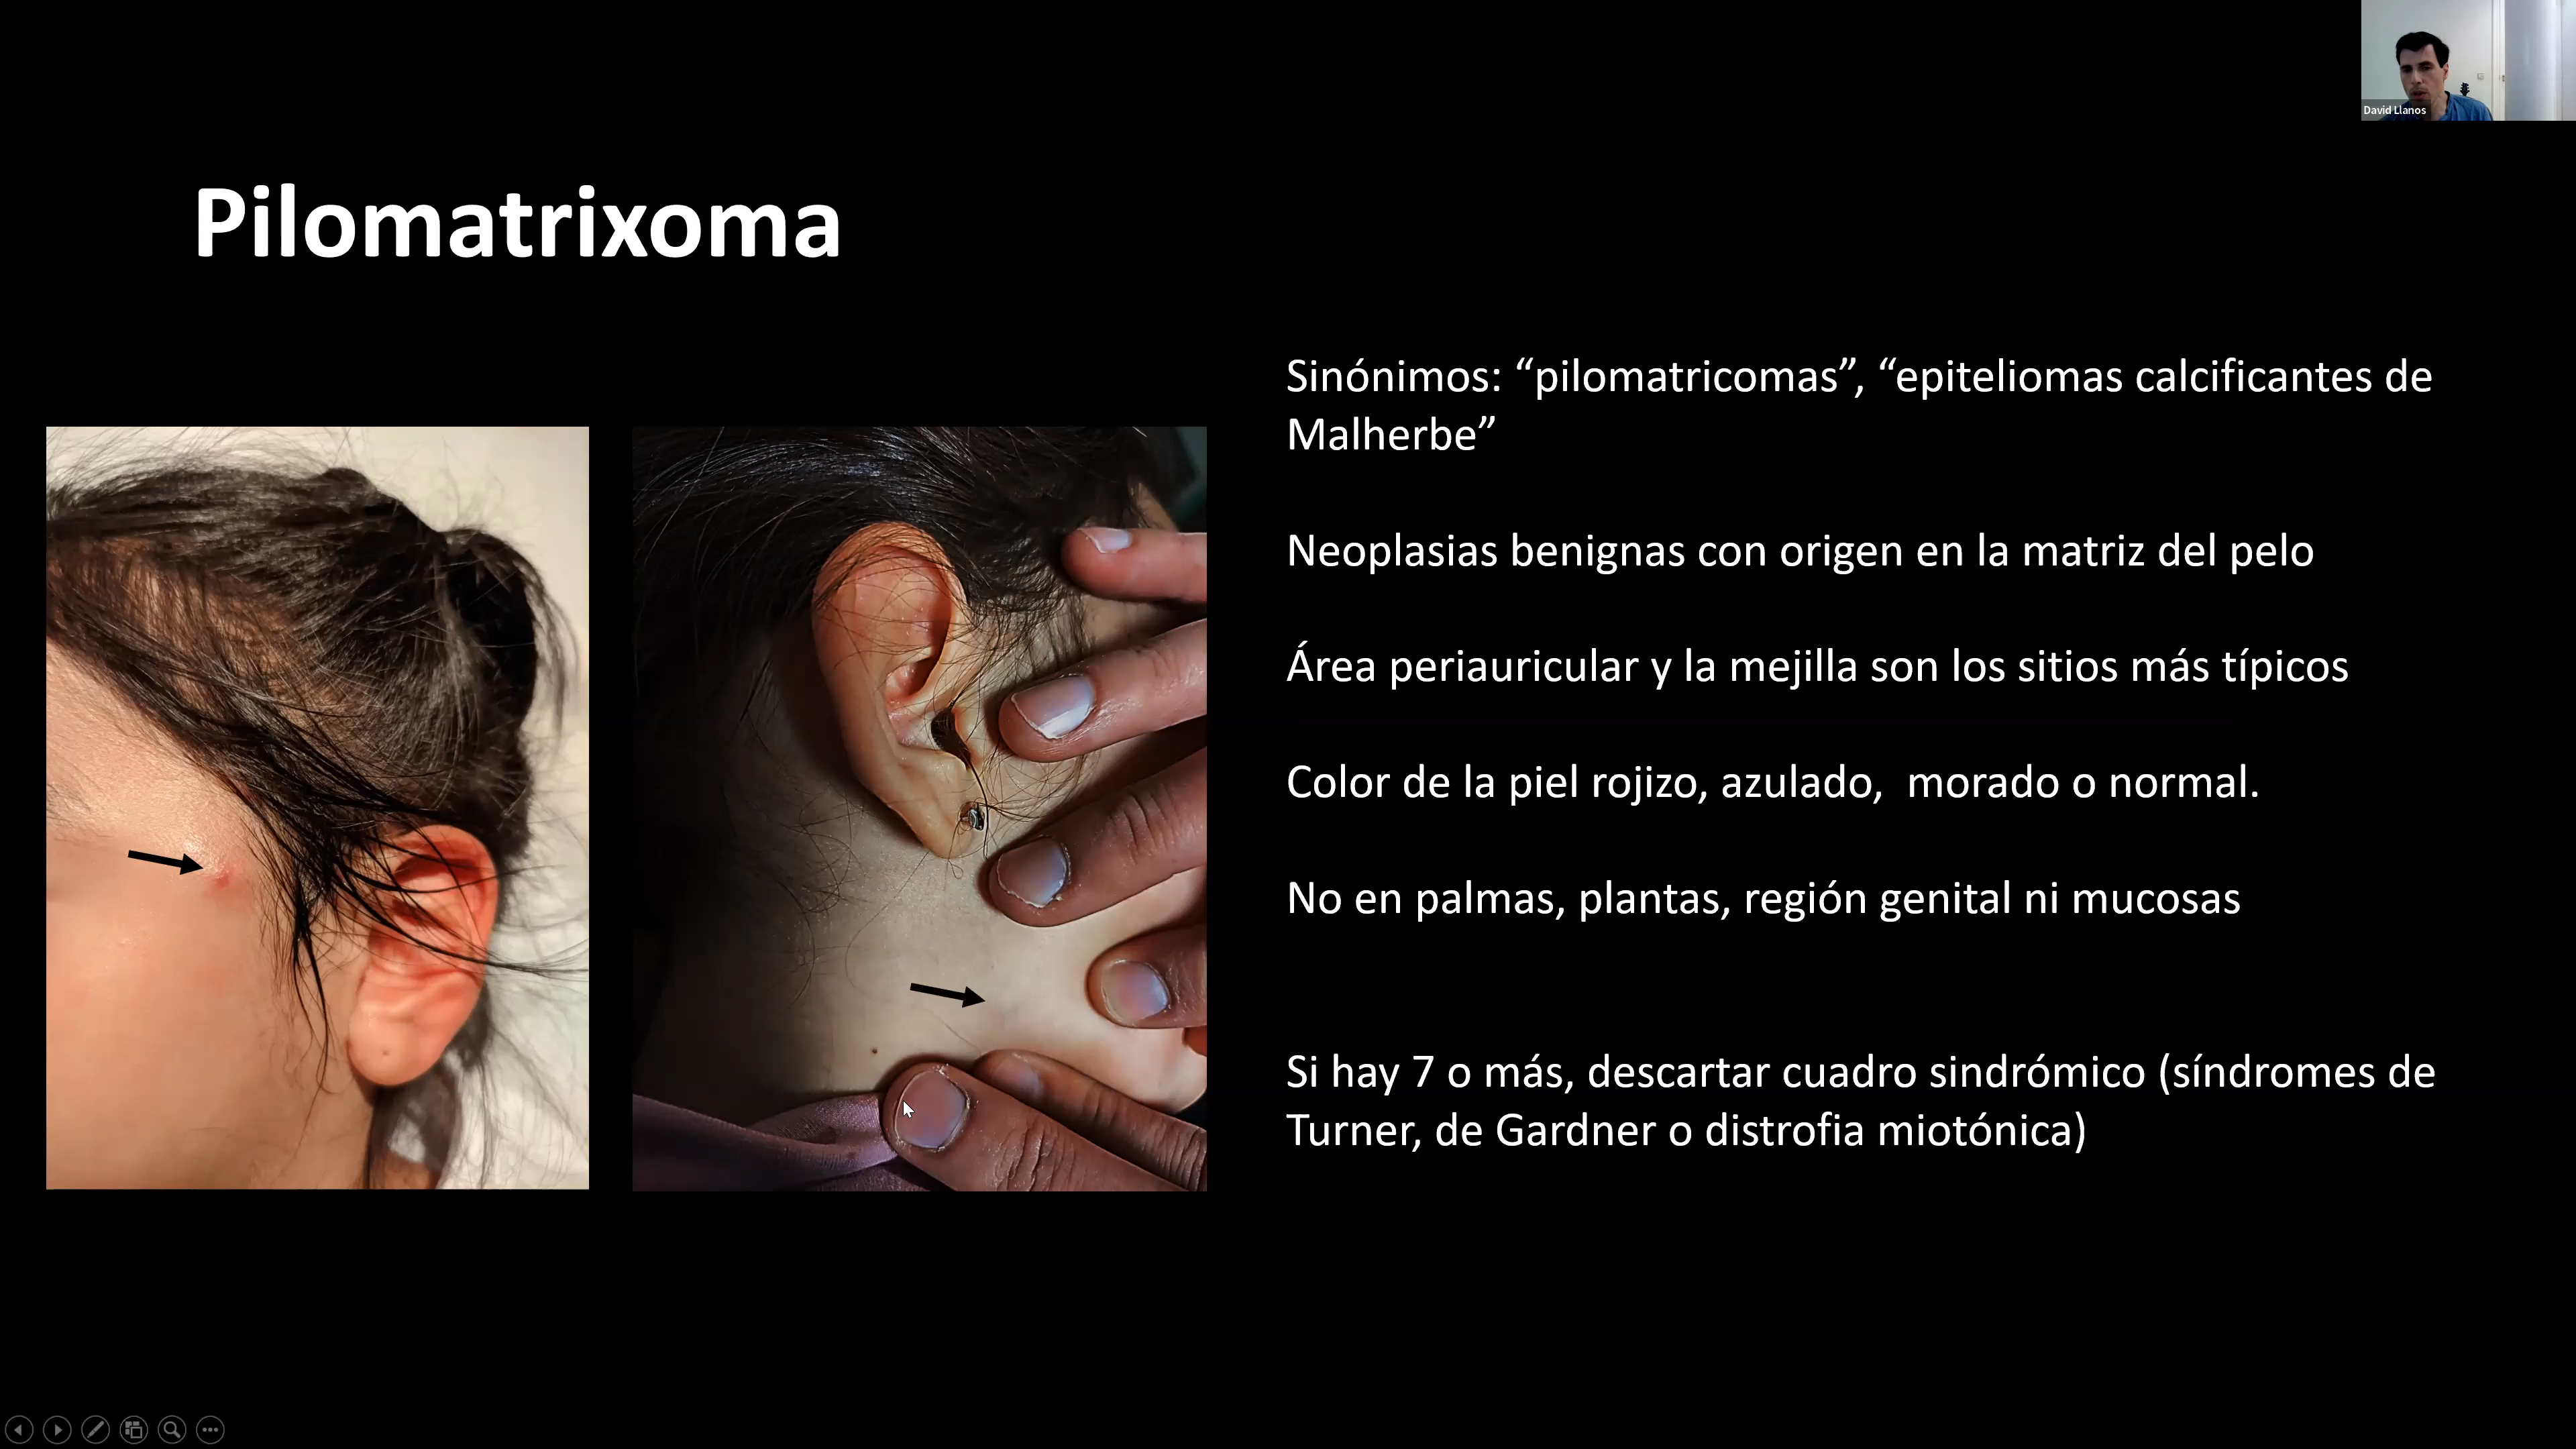 David Llanos
Pilomatrixoma
Sinónimos: “pilomatricomas”, “epiteliomas calcificantes de
Malherbe”
Neoplasias benignas con origen en la matriz del pelo
Área periauricular y la mejilla son los sitios más típicos
Color de la piel rojizo, azulado,  morado o normal.
No en palmas, plantas, región genital ni mucosas
Si hay 7 o más, descartar cuadro sindrómico (síndromes de
Turner, de Gardner o distrofia miotónica)